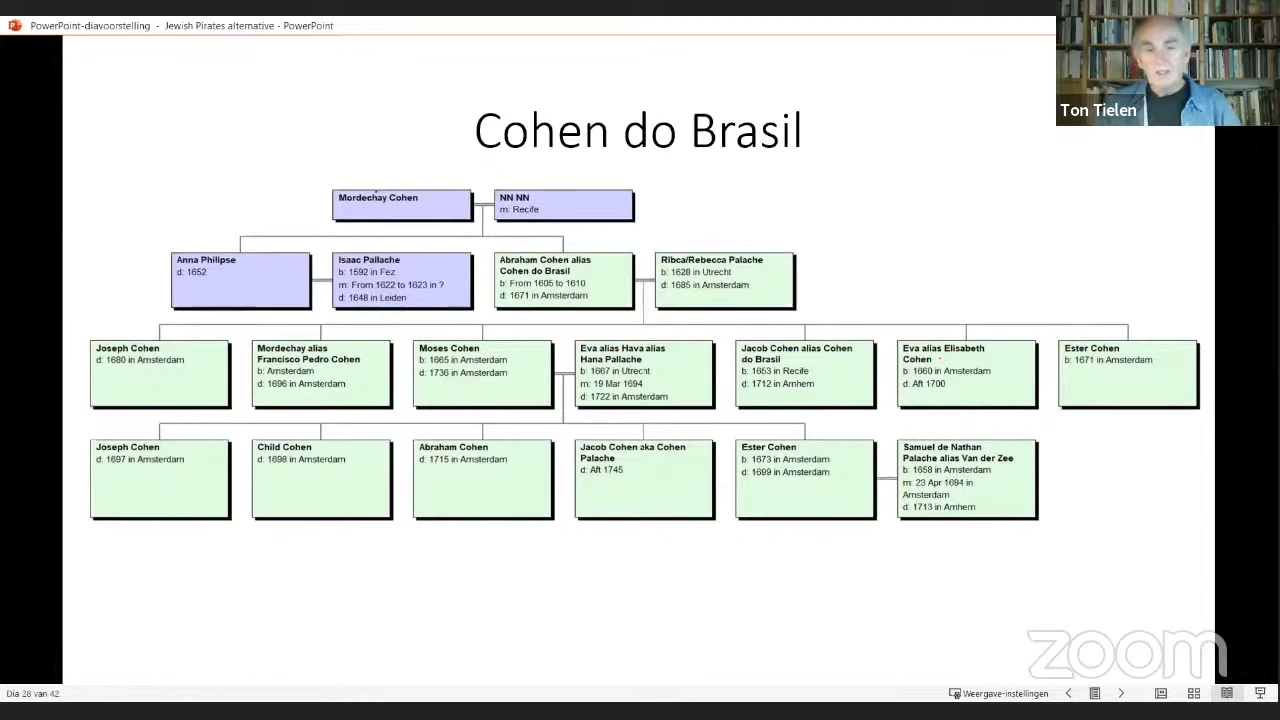 PowerPoint-diavoorstelling - Jewish Pirates alternative - PowerPoint
Ton Tielen
Cohen do Brasil
Mordechay Cohen
NN NN
m: Recife
Anna Philipse
d: 1652
Isaac Pallache
b: 1592 in Fez
m: From 1622 to 1623 in ?
d: 1648 in Leiden
Abraham Cohen alias
Cohen do Brasil
b: From 1605 to 1610
d: 1671 in Amsterdam
Ribca/Rebecca Palache
b: 1628 in Utrecht
d: 1685 in Amsterdam
Joseph Cohen
d: 1680 in Amsterdam
Mordechay alias
Francisco Pedro Cohen
b: Amsterdam
d: 1696 in Amsterdam
Moses Cohen
b: 1665 in Amsterdam
d: 1736 in Amsterdam
Eva alias Hava alias
Hana Pallache
b: 1667 in Utrecht
m: 19 Mar 1694
d: 1722 in Amsterdam
Jacob Cohen alias Cohen
do Brasil
b: 1653 in Recife
d: 1712 in Arnhem
Eva alias Elisabeth
Cohen
b: 1660 in Amsterdam
d: Aft 1700
Ester Cohen
b: 1671 in Amsterdam
Joseph Cohen
d: 1697 in Amsterdam
Child Cohen
d: 1698 in Amsterdam
Abraham Cohen
d: 1715 in Amsterdam
Jacob Cohen aka Cohen
Palache
d: Aft 1745
Ester Cohen
b: 1673 in Amsterdam
d: 1699 in Amsterdam
Samuel de Nathan
Palache alias Van der Zee
b: 1658 in Amsterdam
m: 23 Apr 1694 in
Amsterdam
d: 1713 in Arnhem
zoom
Dia 28 van 42
Weergave-instellingen